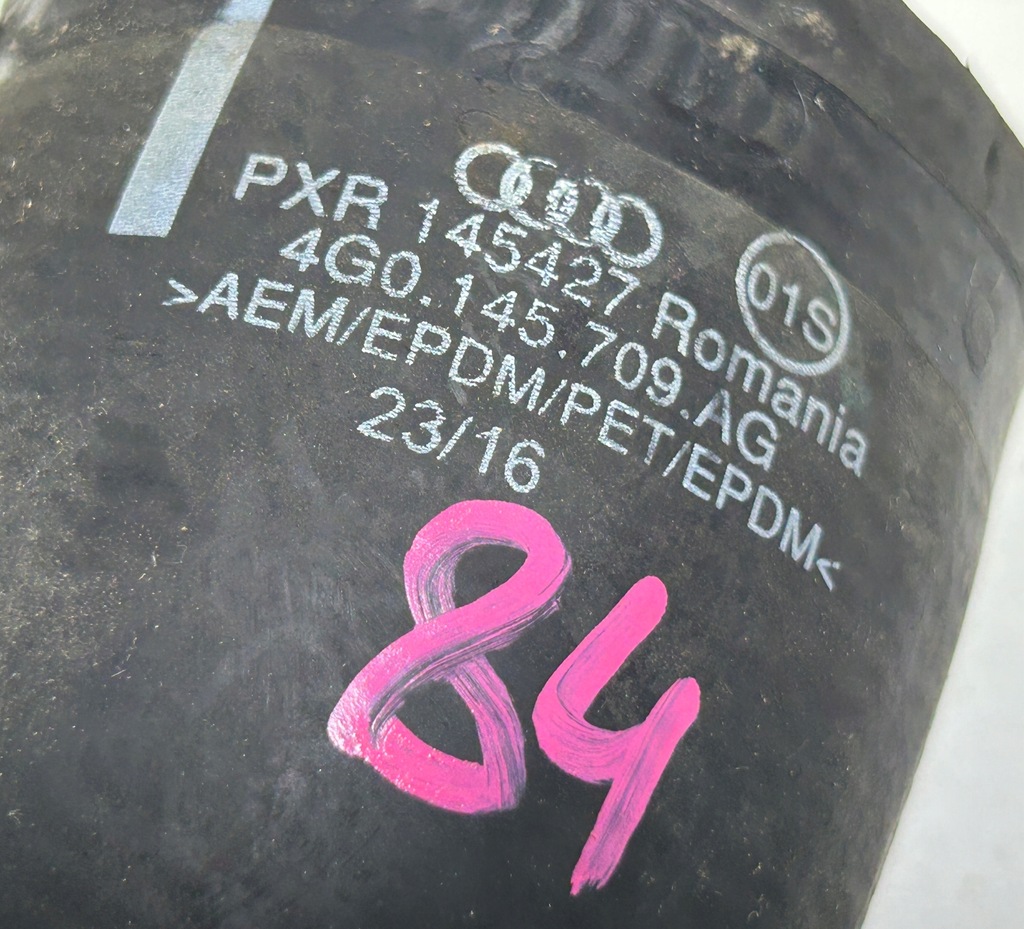 PXR 145427 Romania
01S
4G0.145.709.AG
>AEM/EPDM/PET/EPDM<
23/16
84